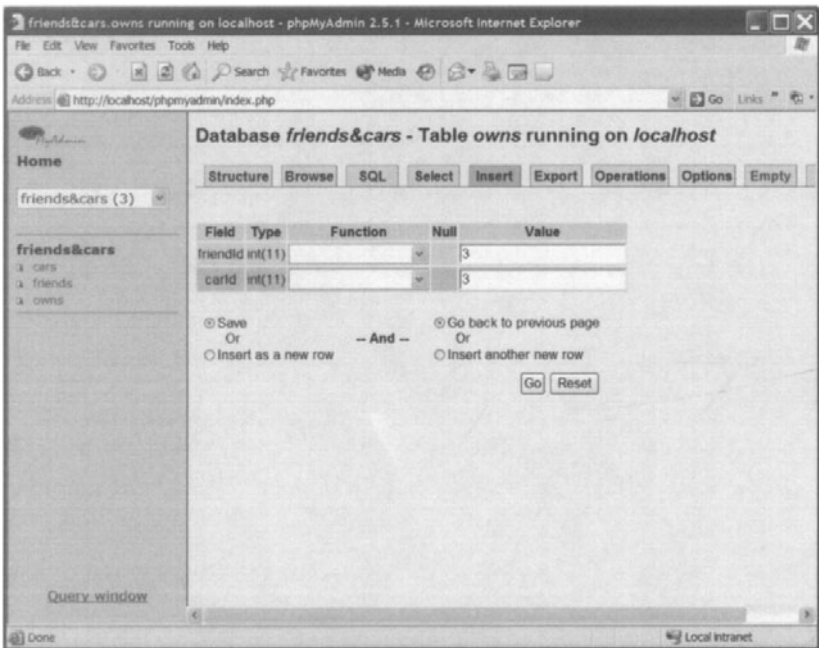 friends&cars.owns running on localhost - phpMyAdmin 2.5.1 - Microsoft Internet Explorer
File Edit View Favorites Tools Help
Back Search Favorites Media
Address http://localhost/phpmyadmin/index.php Go Links »
phpMyAdmin
Home
friends&cars (3)
friends&cars
cars
friends
owns
Query window
Database friends&cars - Table owns running on localhost
Structure Browse SQL Select Insert Export Operations Options Empty
Field Type Function Null Value
friendId int(11) 3
carId int(11) 3
Save
Or
Insert as a new row
-- And --
Go back to previous page
Or
Insert another new row
Go Reset
Done Local intranet